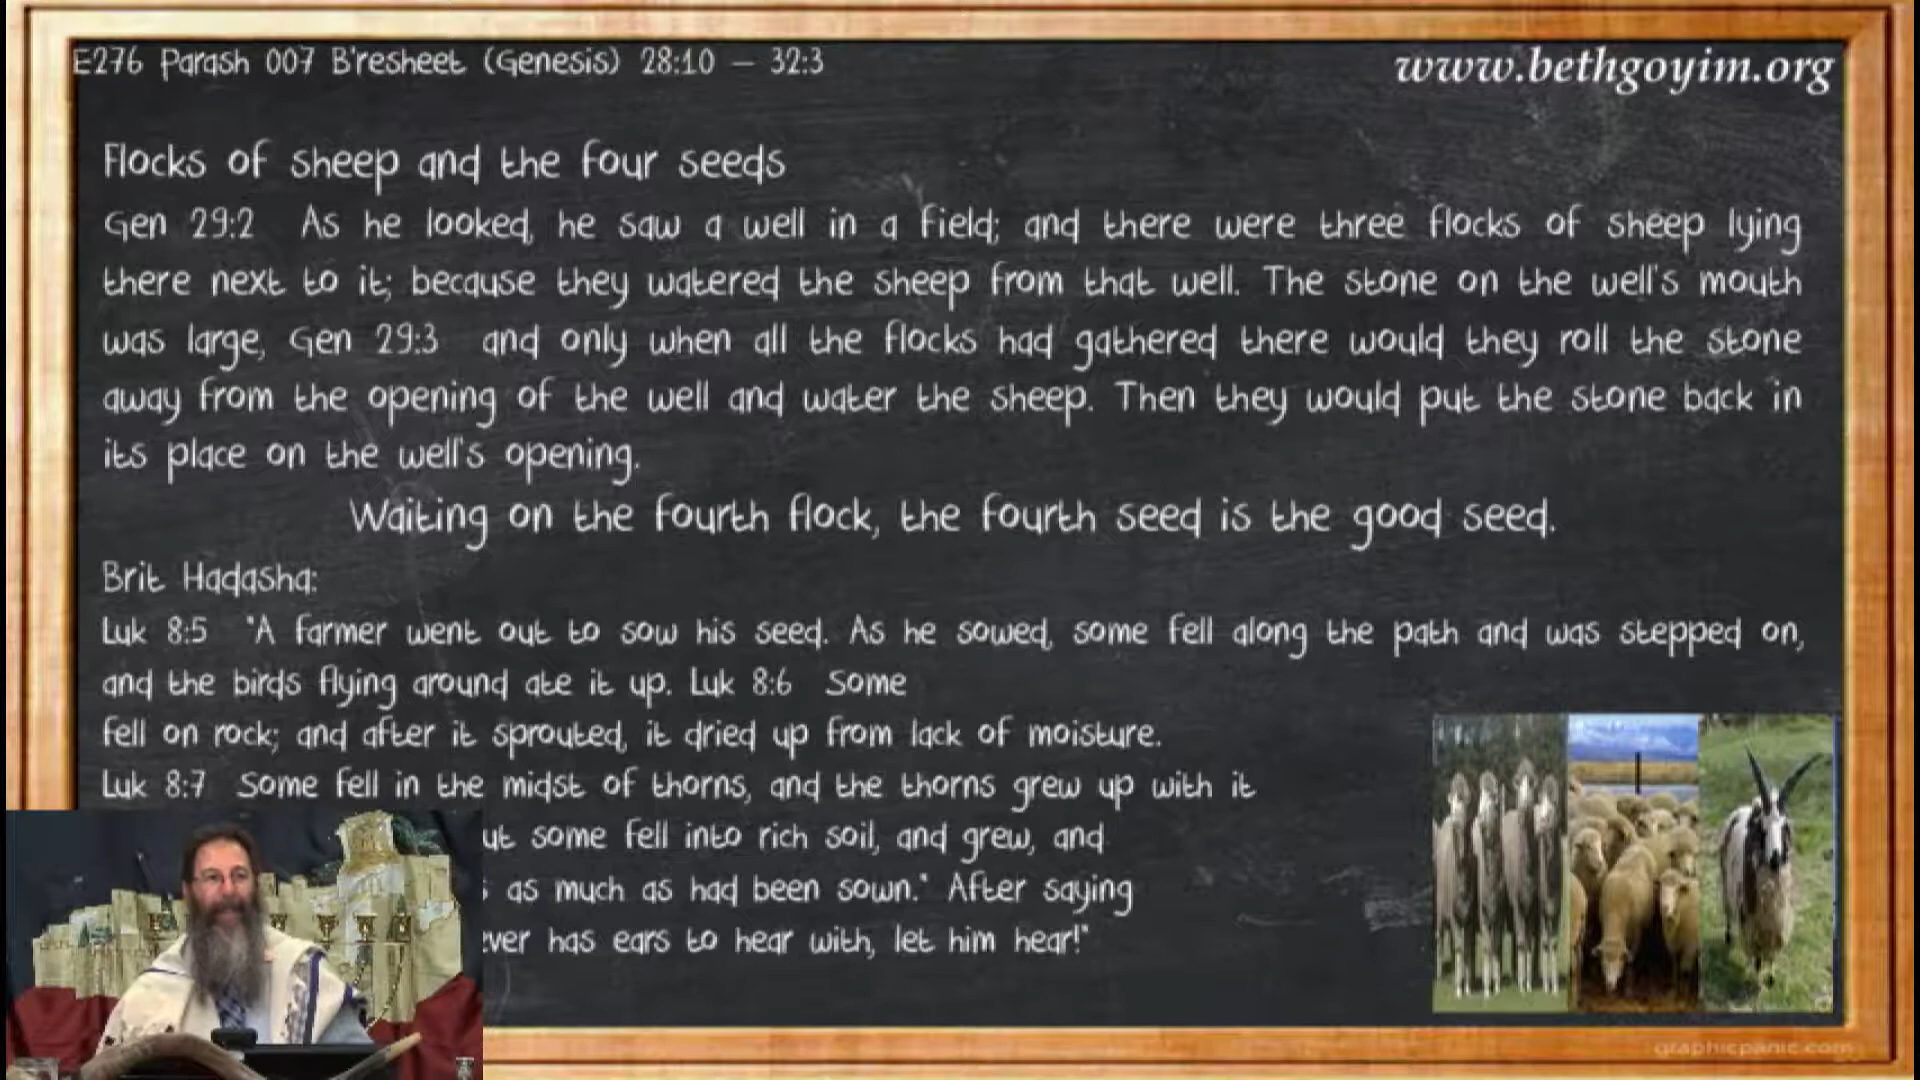 E276 Parash 007 B'resheet (Genesis) 28:10 – 32:3
www.bethgoyim.org
Flocks of sheep and the four seeds
Gen 29:2 As he looked, he saw a well in a field; and there were three flocks of sheep lying
there next to it; because they watered the sheep from that well. The stone on the well's mouth
was large, Gen 29:3 and only when all the flocks had gathered there would they roll the stone
away from the opening of the well and water the sheep. Then they would put the stone back in
its place on the well's opening.
Waiting on the fourth flock, the fourth seed is the good seed.
Brit Hadasha:
Luk 8:5 "A farmer went out to sow his seed. As he sowed, some fell along the path and was stepped on,
and the birds flying around ate it up. Luk 8:6 Some
fell on rock; and after it sprouted, it dried up from lack of moisture.
Luk 8:7 Some fell in the midst of thorns, and the thorns grew up with it
some fell into rich soil, and grew, and
as much as had been sown." After saying
has ears to hear with, let him hear!"
graphicpanic.com